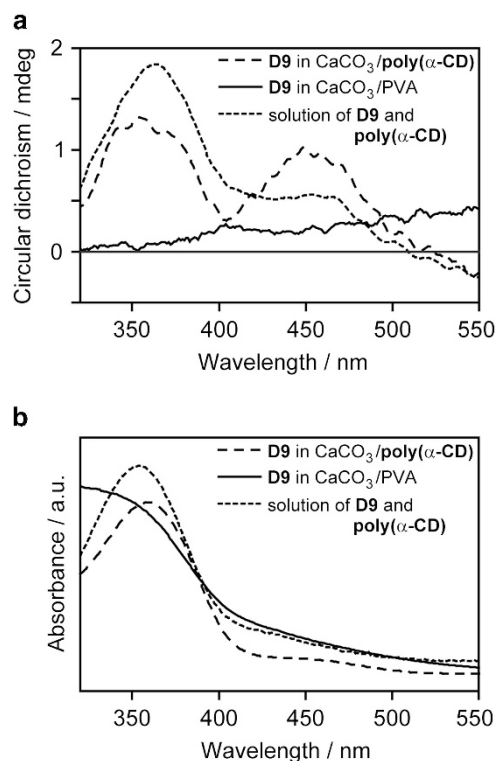 a
2
1
0
Circular dichroism / mdeg
D9 in CaCO3/poly(α-CD)
D9 in CaCO3/PVA
solution of D9 and
poly(α-CD)
350 400 450 500 550
Wavelength / nm
b
Absorbance / a.u.
D9 in CaCO3/poly(α-CD)
D9 in CaCO3/PVA
solution of D9 and
poly(α-CD)
350 400 450 500 550
Wavelength / nm